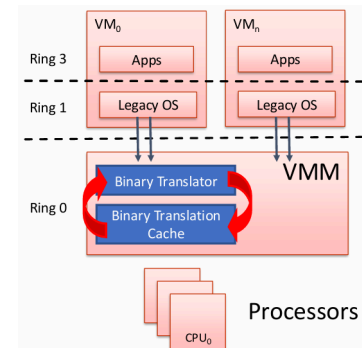 VM0
VMn
Ring 3
Apps
Apps
Ring 1
Legacy OS
Legacy OS
VMM
Binary Translator
Ring 0
Binary Translation
Cache
Processors
CPU0